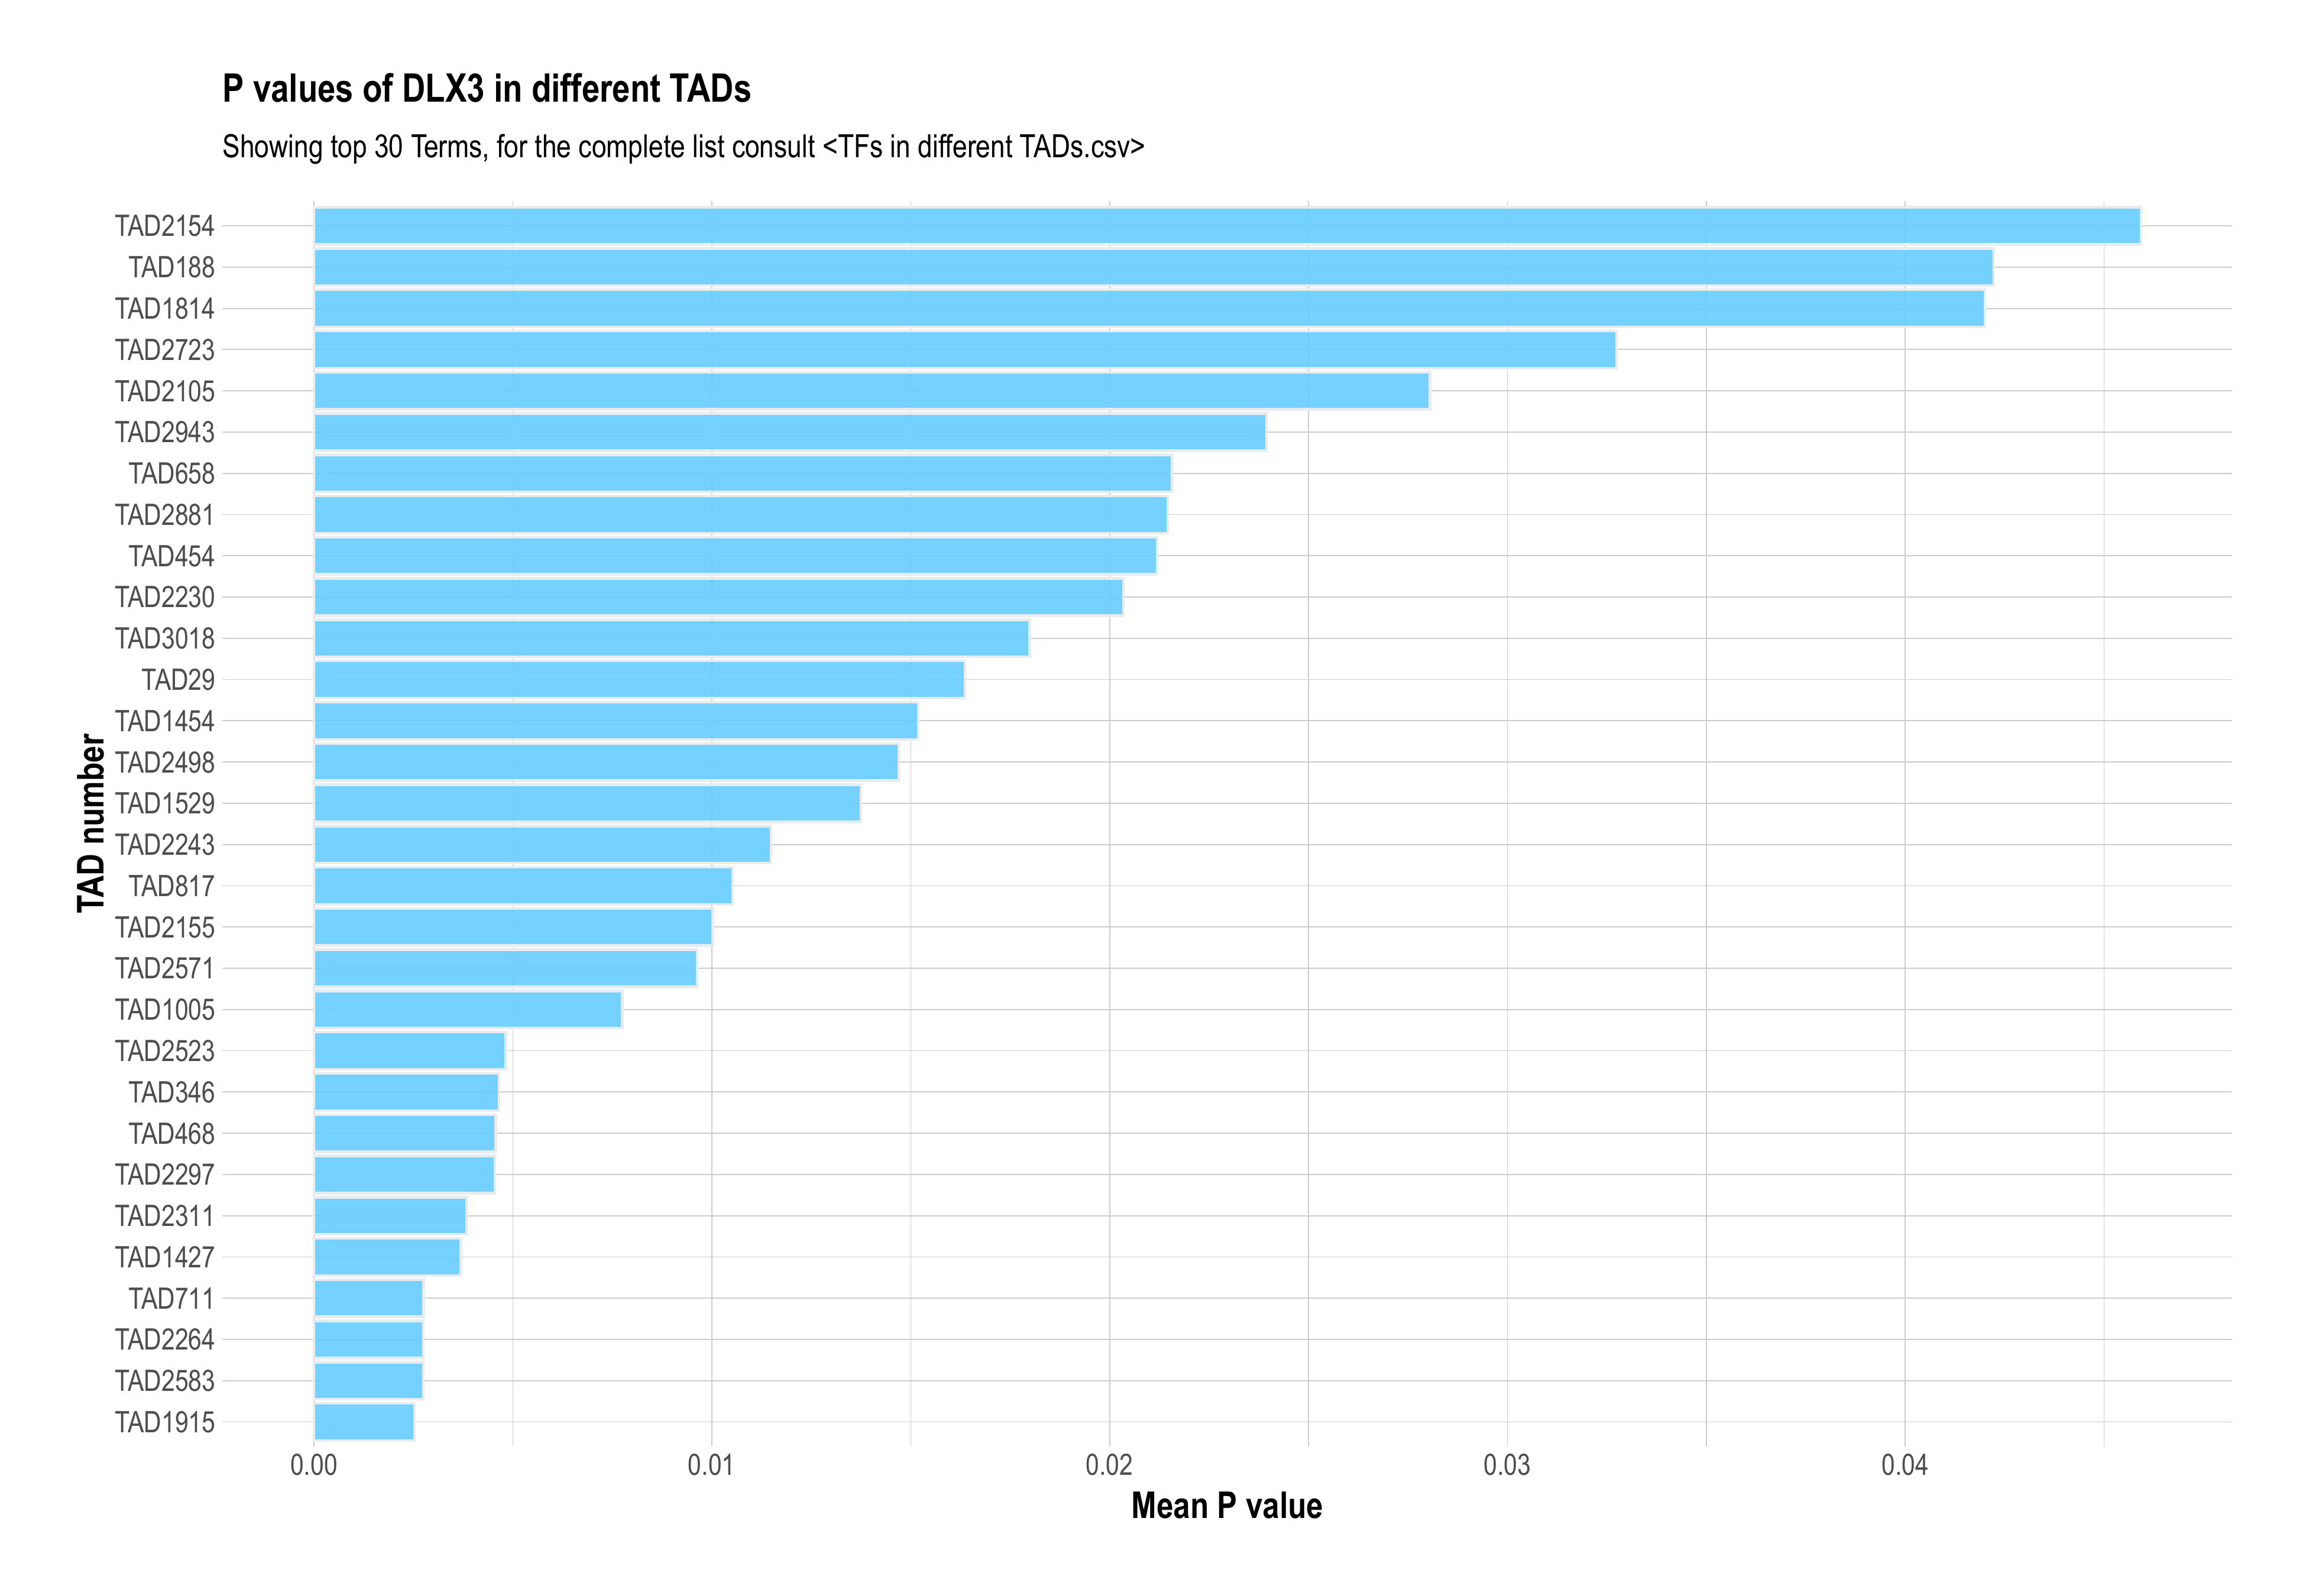 P values of DLX3 in different TADs
Showing top 30 Terms, for the complete list consult <TFs in different TADs.csv>
TAD number
TAD2154
TAD188
TAD1814
TAD2723
TAD2105
TAD2943
TAD658
TAD2881
TAD454
TAD2230
TAD3018
TAD29
TAD1454
TAD2498
TAD1529
TAD2243
TAD817
TAD2155
TAD2571
TAD1005
TAD2523
TAD346
TAD468
TAD2297
TAD2311
TAD1427
TAD711
TAD2264
TAD2583
TAD1915
0.00 0.01 0.02 0.03 0.04
Mean P value